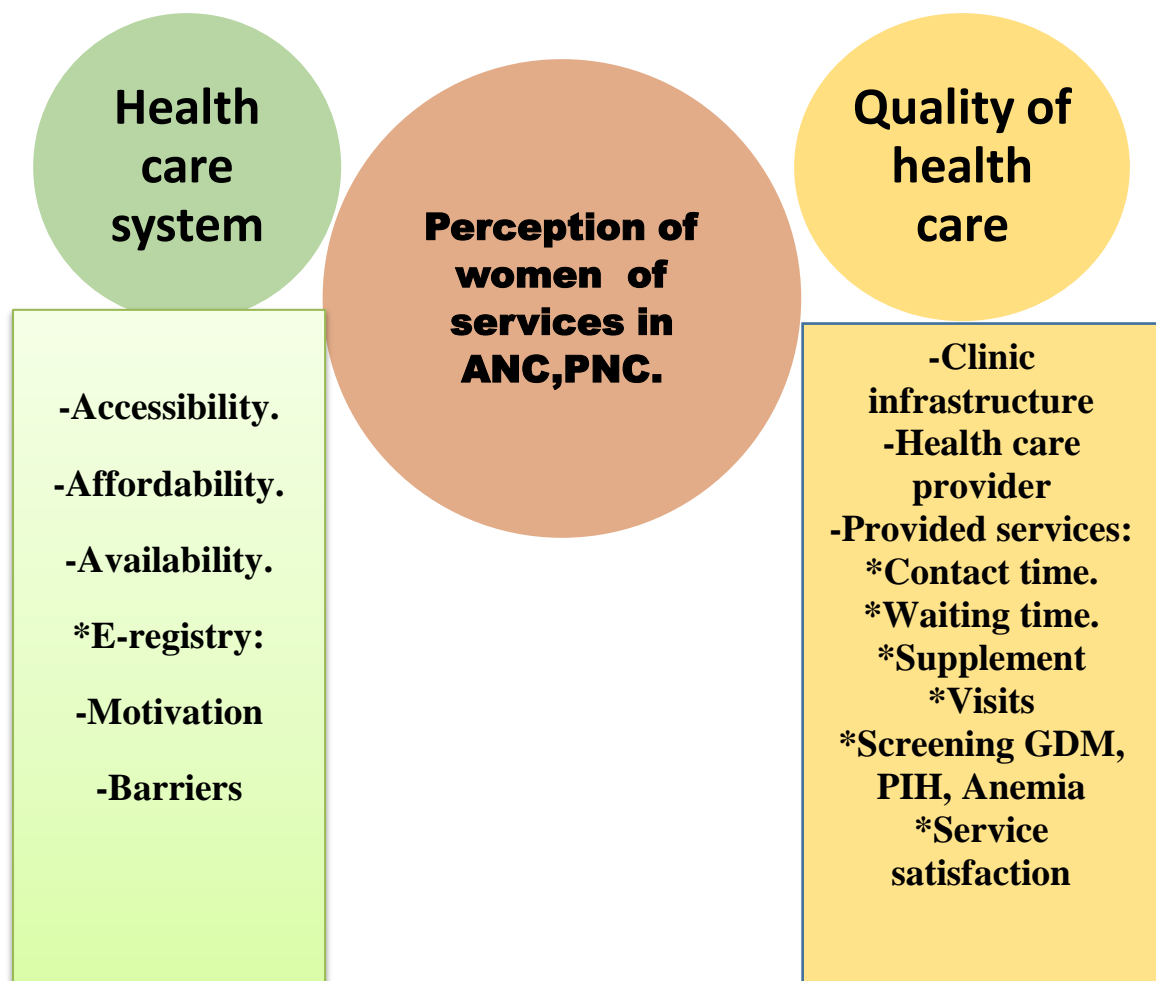 Health
care
system
-Accessibility.
-Affordability.
-Availability.
*E-registry:
-Motivation
-Barriers
Perception of
women of
services in
ANC,PNC.
Quality of
health
care
-Clinic
infrastructure
-Health care
provider
-Provided services:
*Contact time.
*Waiting time.
*Supplement
*Visits
*Screening GDM,
PIH, Anemia
*Service
satisfaction